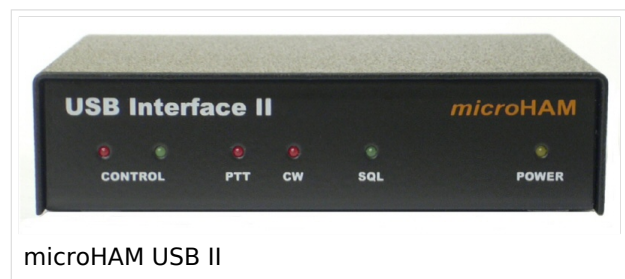 USB Interface II microHAM
CONTROL PTT CW SQL POWER
microHAM USB II